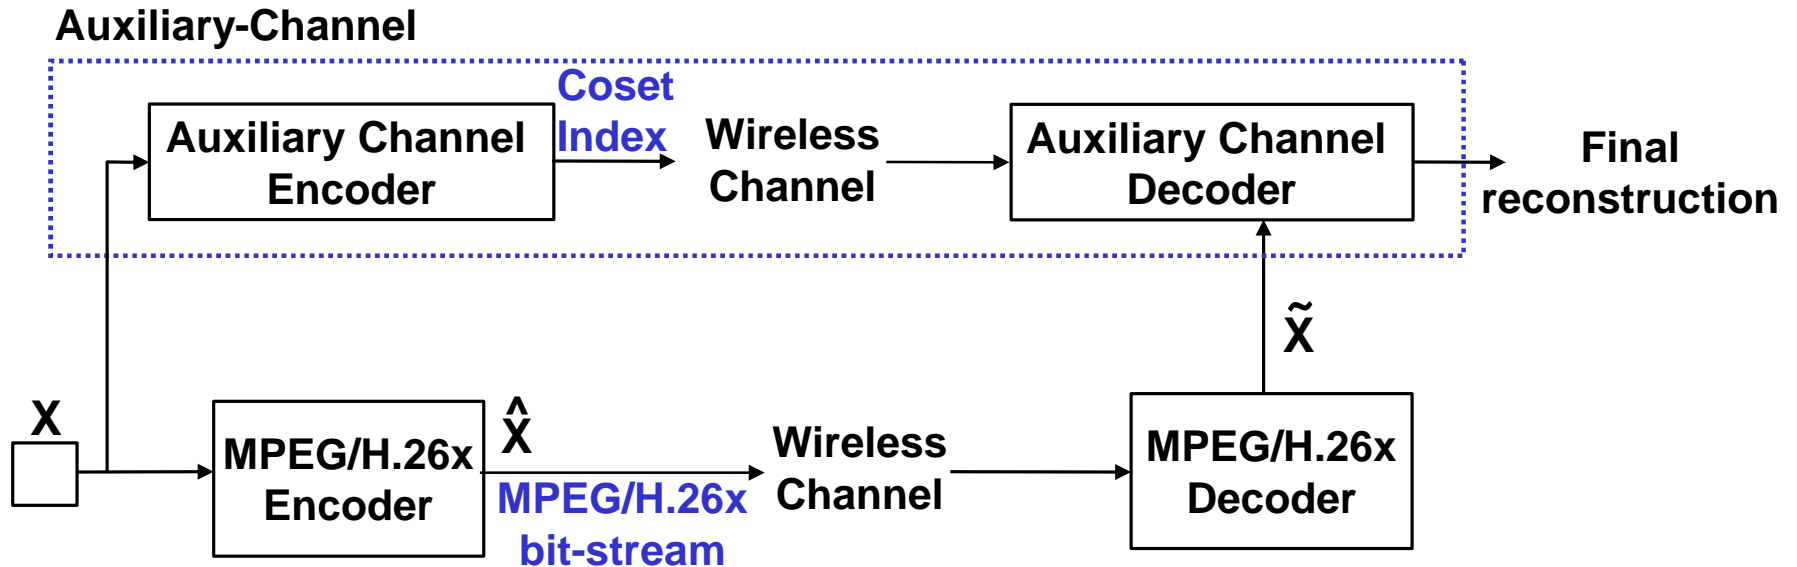 Auxiliary-Channel
Coset
Index
Auxiliary Channel
Encoder
Wireless
Channel
Auxiliary Channel
Decoder
Final
reconstruction
X̃
X
MPEG/H.26x
Encoder
X̂
MPEG/H.26x
bit-stream
Wireless
Channel
MPEG/H.26x
Decoder